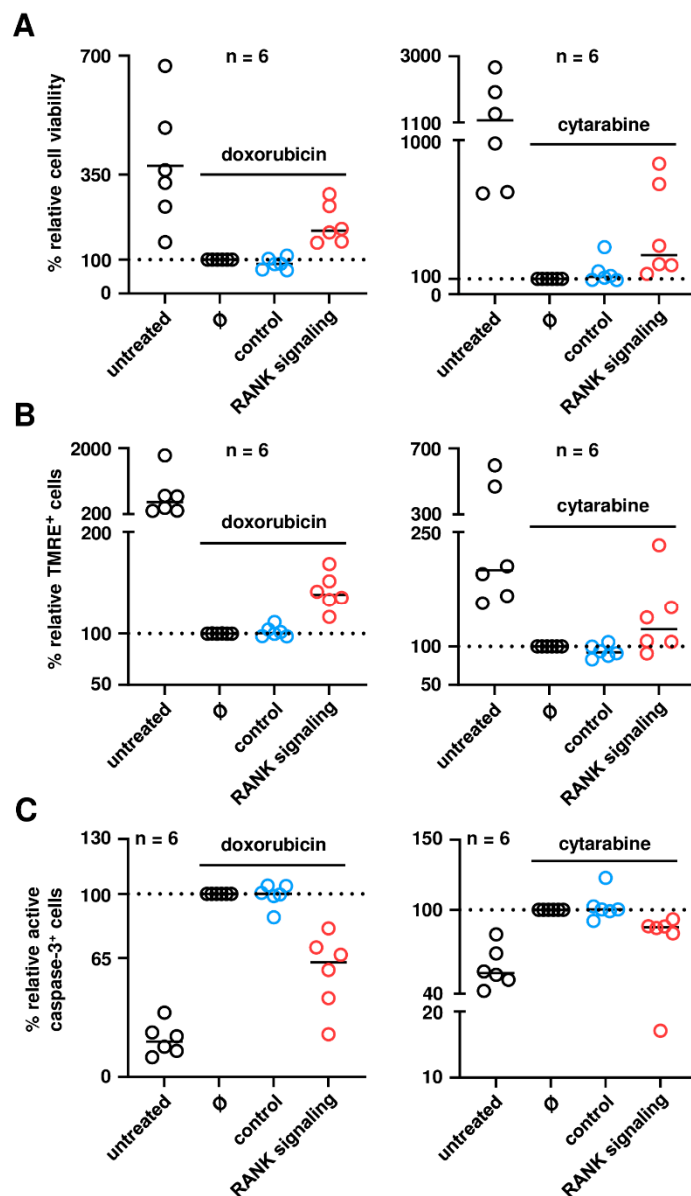 A
% relative cell viability
700
350
100
0
n = 6
doxorubicin
untreated
Φ
control
RANK signaling
3000
1100
1000
100
0
n = 6
cytarabine
untreated
Φ
control
RANK signaling
B
% relative TMRE⁺ cells
2000
200
200
100
50
n = 6
doxorubicin
untreated
Φ
control
RANK signaling
700
300
250
100
50
n = 6
cytarabine
untreated
Φ
control
RANK signaling
C
% relative active
caspase-3⁺ cells
130
100
65
0
n = 6
doxorubicin
untreated
Φ
control
RANK signaling
150
100
40
20
10
n = 6
cytarabine
untreated
Φ
control
RANK signaling